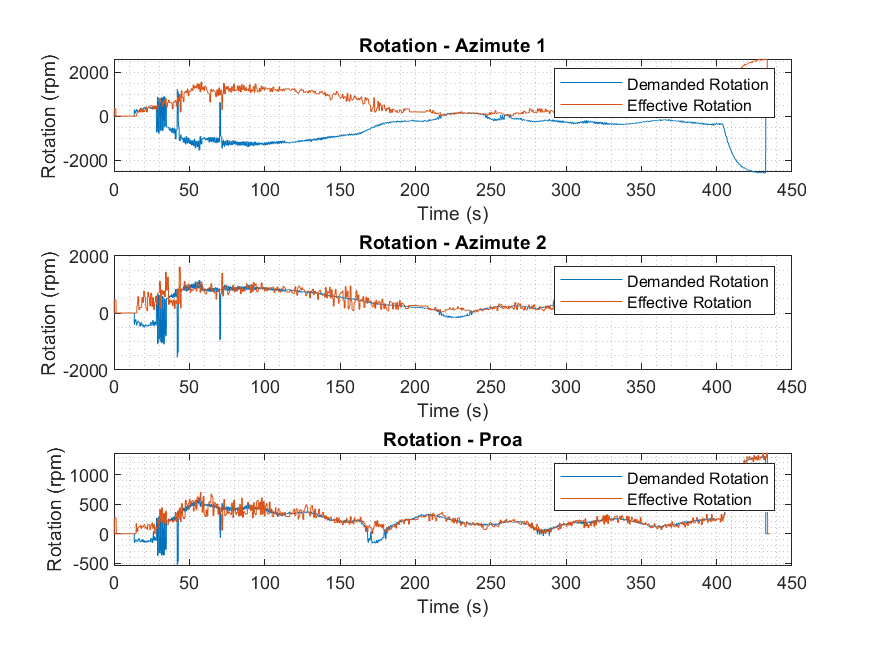 Rotation - Azimute 1
Rotation (rpm)
2000
0
-2000
Demanded Rotation
Effective Rotation
0 50 100 150 200 250 300 350 400 450
Time (s)
Rotation - Azimute 2
Rotation (rpm)
2000
0
-2000
Demanded Rotation
Effective Rotation
0 50 100 150 200 250 300 350 400 450
Time (s)
Rotation - Proa
Rotation (rpm)
1000
500
0
-500
Demanded Rotation
Effective Rotation
0 50 100 150 200 250 300 350 400 450
Time (s)